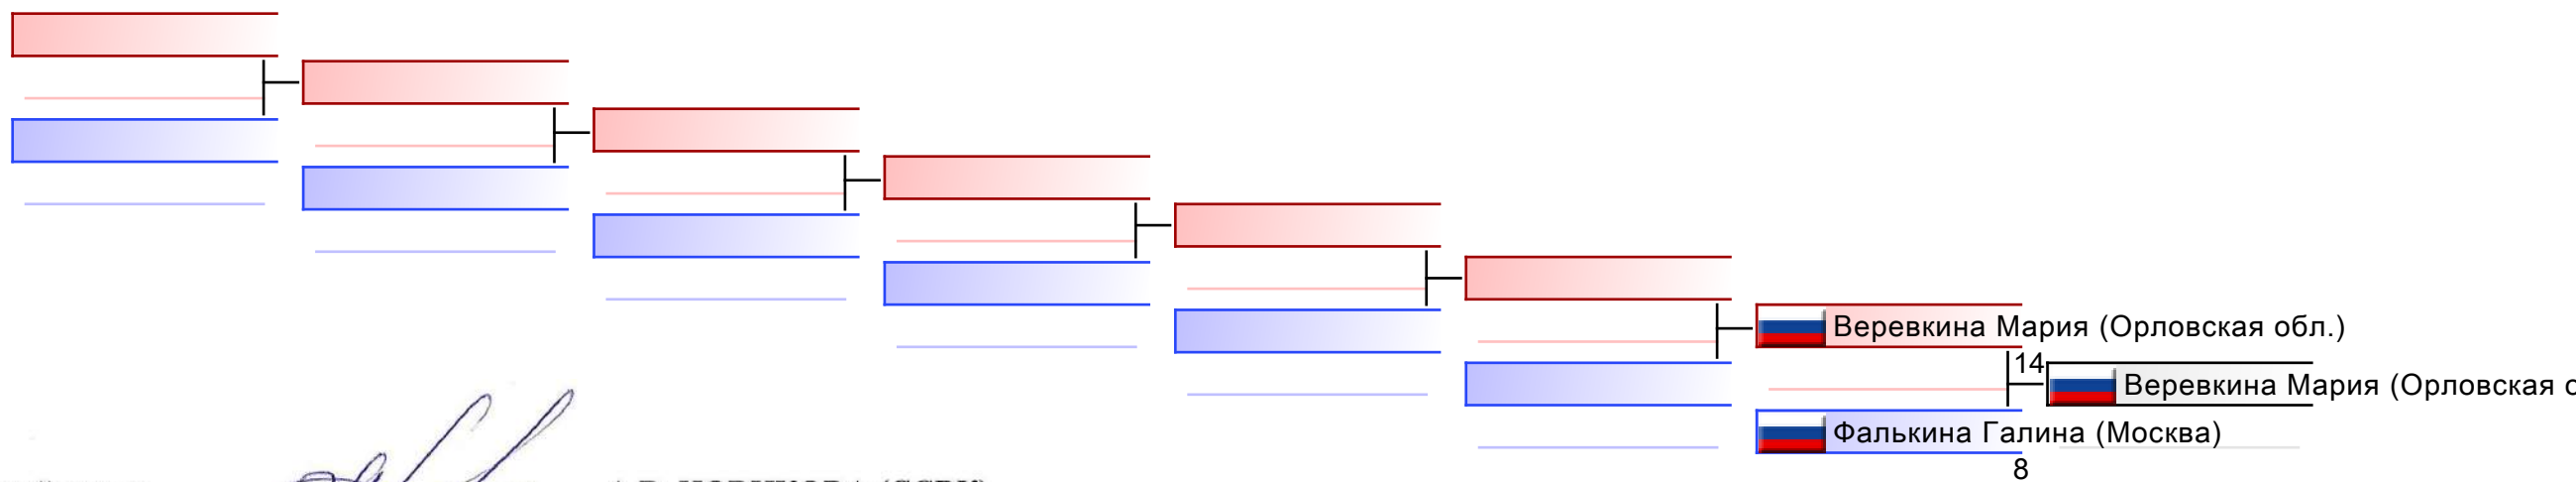 Веревкина Мария (Орловская обл.)
14
Веревкина Мария (Орловская о
Фалькина Галина (Москва)
8